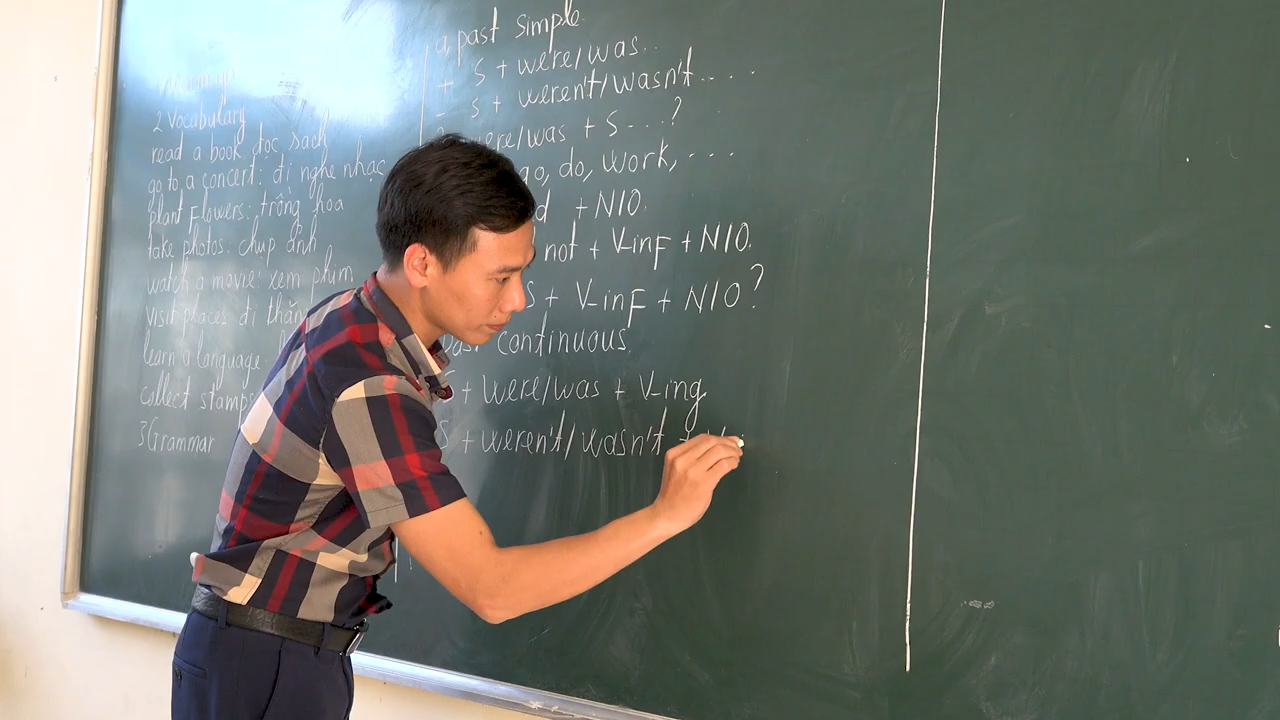 2 Vocabulary
read a book: đọc sách
go to a concert: đi nghe nhạc
plant flowers: trồng hoa
take photos: chụp ảnh
watch a movie: xem phim
visit places: đi thăm
learn a language:
collect stamps
3 Grammar
a, past simple
+ S + were/was...
- S + weren't/wasn't....
were/was + S...?
go, do, work, ...
+ N/O.
not + V-inf + N/O.
S + V-inf + N/O?
past continuous
S + were/was + V-ing
S + weren't/wasn't +